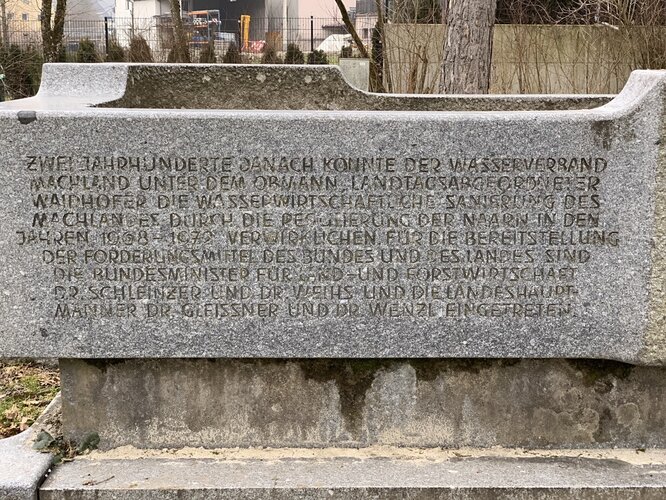 ZWEI JAHRHUNDERTE DANACH KONNTE DER WASSERVERBAND
MACHLAND UNTER DEM OBMANN, LANDTAGSABGEORDNETER
WAIDHOFER DIE WASSERWIRTSCHAFTLICHE SANIERUNG DES
MACHLANDES DURCH DIE REGULIERUNG DER NAARN IN DEN
JAHREN 1968 – 1972 VERWIRKLICHEN. FÜR DIE BEREITSTELLUNG
DER FÖRDERUNGSMITTEL DES BUNDES UND DES LANDES SIND
DIE BUNDESMINISTER FÜR LAND – UND FORSTWIRTSCHAFT
DR. SCHLEINZER UND DR. WEIHS UND DIE LANDESHAUPT-
MÄNNER DR. GLEISSNER UND DR. WENZL EINGETRETEN.